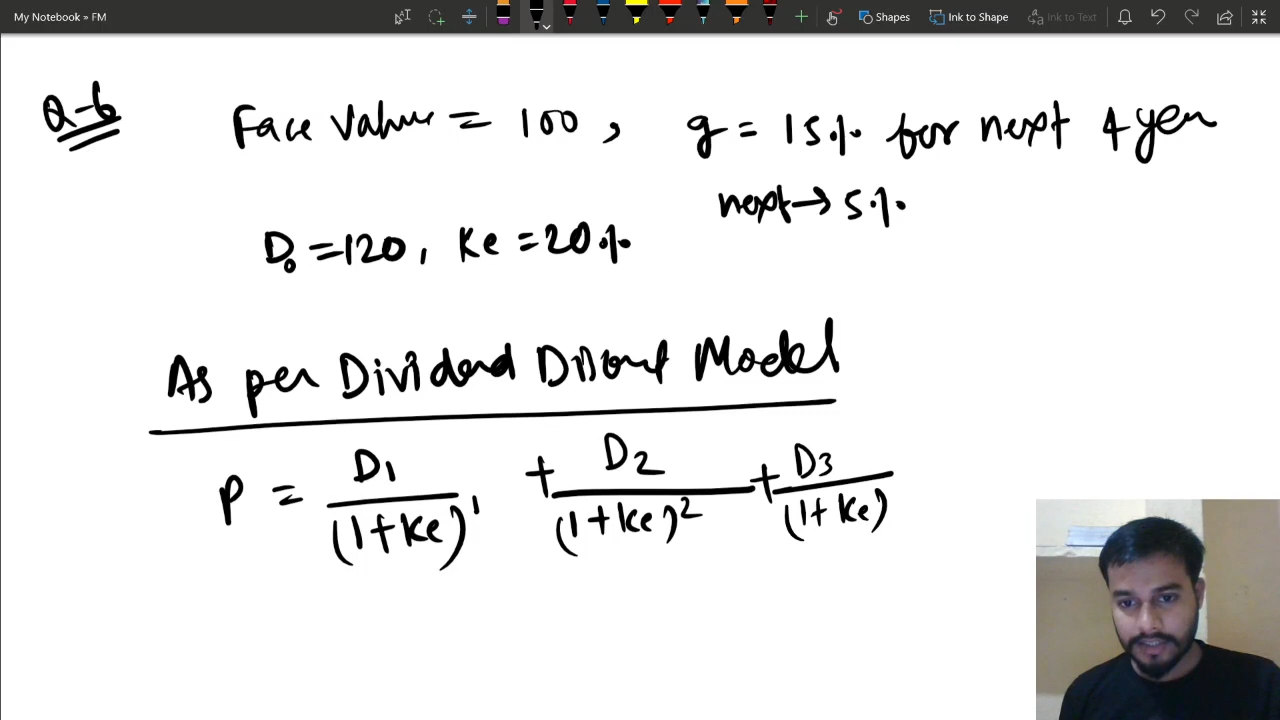 My Notebook » FM
Shapes Ink to Shape Ink to Text
Q-6 Face Value = 100, g = 15% for next 4 year
next → 5%
D₀ = 120, Ke = 20%
As per Dividend Discount Model
P = D1/(1+ke)¹ + D2/(1+ke)² + D3/(1+ke)